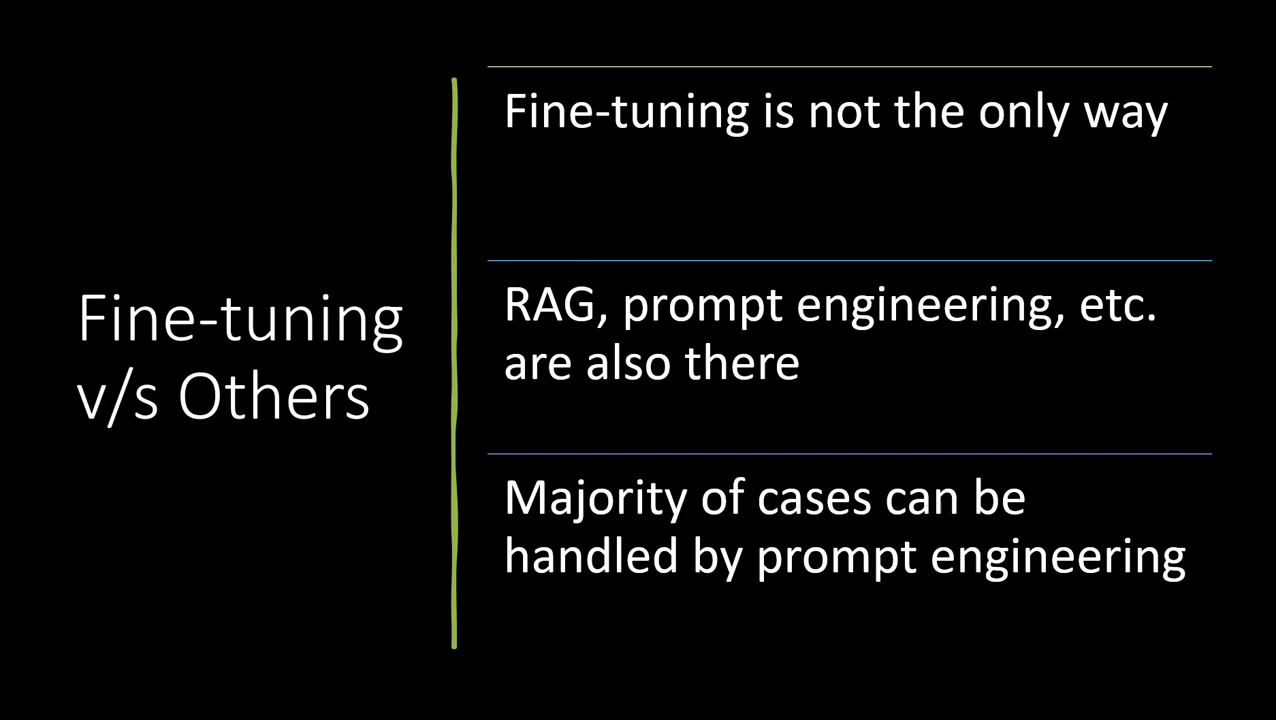 Fine-tuning
v/s Others
Fine-tuning is not the only way
RAG, prompt engineering, etc.
are also there
Majority of cases can be
handled by prompt engineering